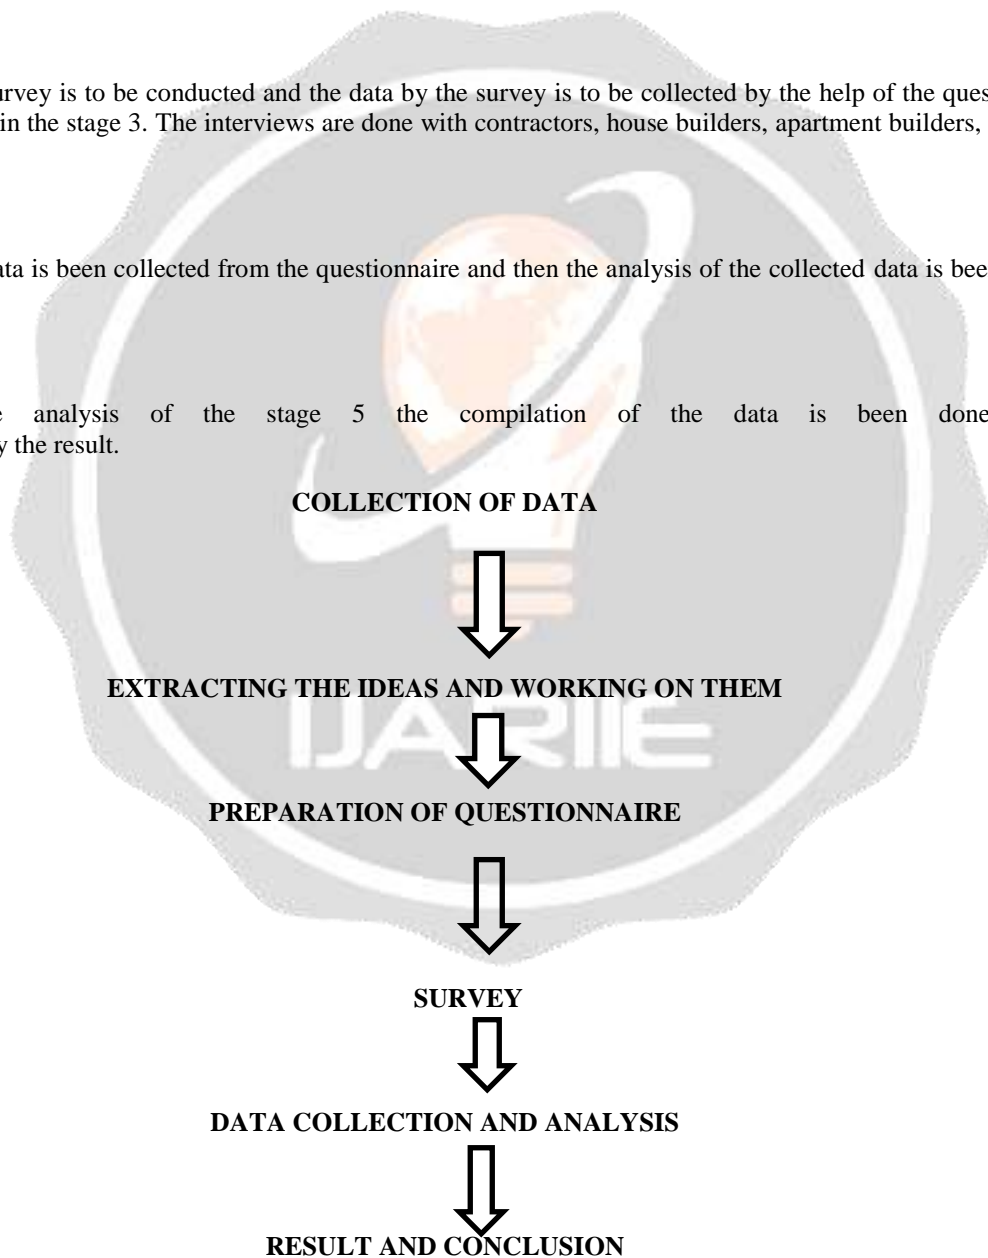 urvey is to be conducted and the data by the survey is to be collected by the help of the ques
in the stage 3. The interviews are done with contractors, house builders, apartment builders,
ata is been collected from the questionnaire and then the analysis of the collected data is bee
e analysis of the stage 5 the compilation of the data is been done
y the result.
COLLECTION OF DATA
EXTRACTING THE IDEAS AND WORKING ON THEM
IJARIIE
PREPARATION OF QUESTIONNAIRE
SURVEY
DATA COLLECTION AND ANALYSIS
RESULT AND CONCLUSION